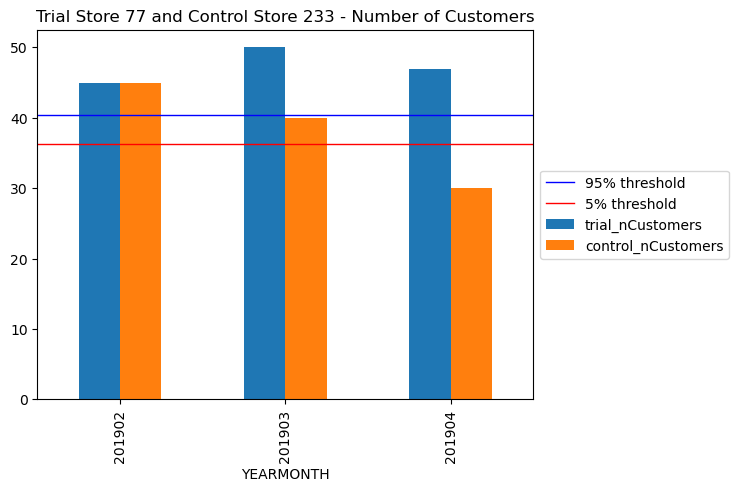 Trial Store 77 and Control Store 233 - Number of Customers
50
40
30
20
10
0
201902
201903
201904
YEARMONTH
95% threshold
5% threshold
trial_nCustomers
control_nCustomers